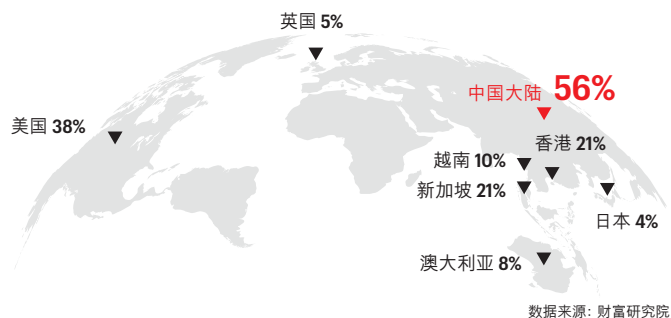 英国 5%
中国大陆 56%
美国 38%
香港 21%
越南 10%
新加坡 21%
日本 4%
澳大利亚 8%
数据来源：财富研究院